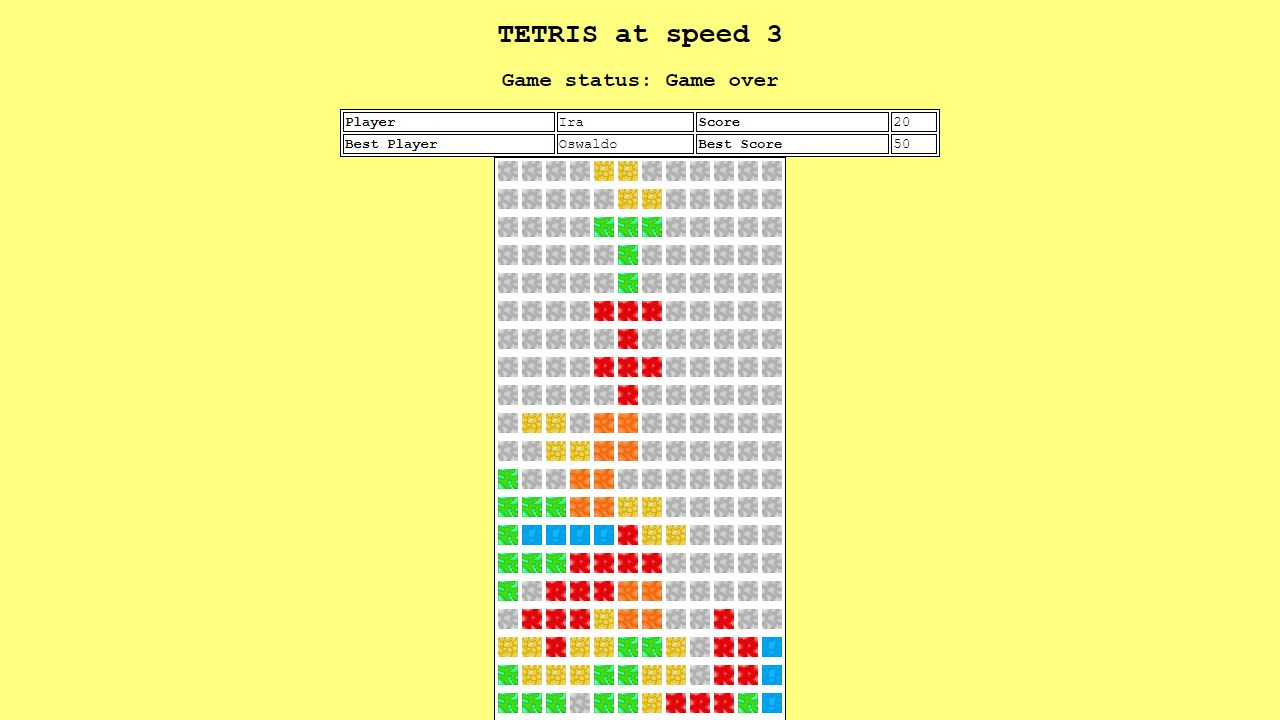 TETRIS at speed 3
Game status: Game over
Player Ira Score 20
Best Player Oswaldo Best Score 50